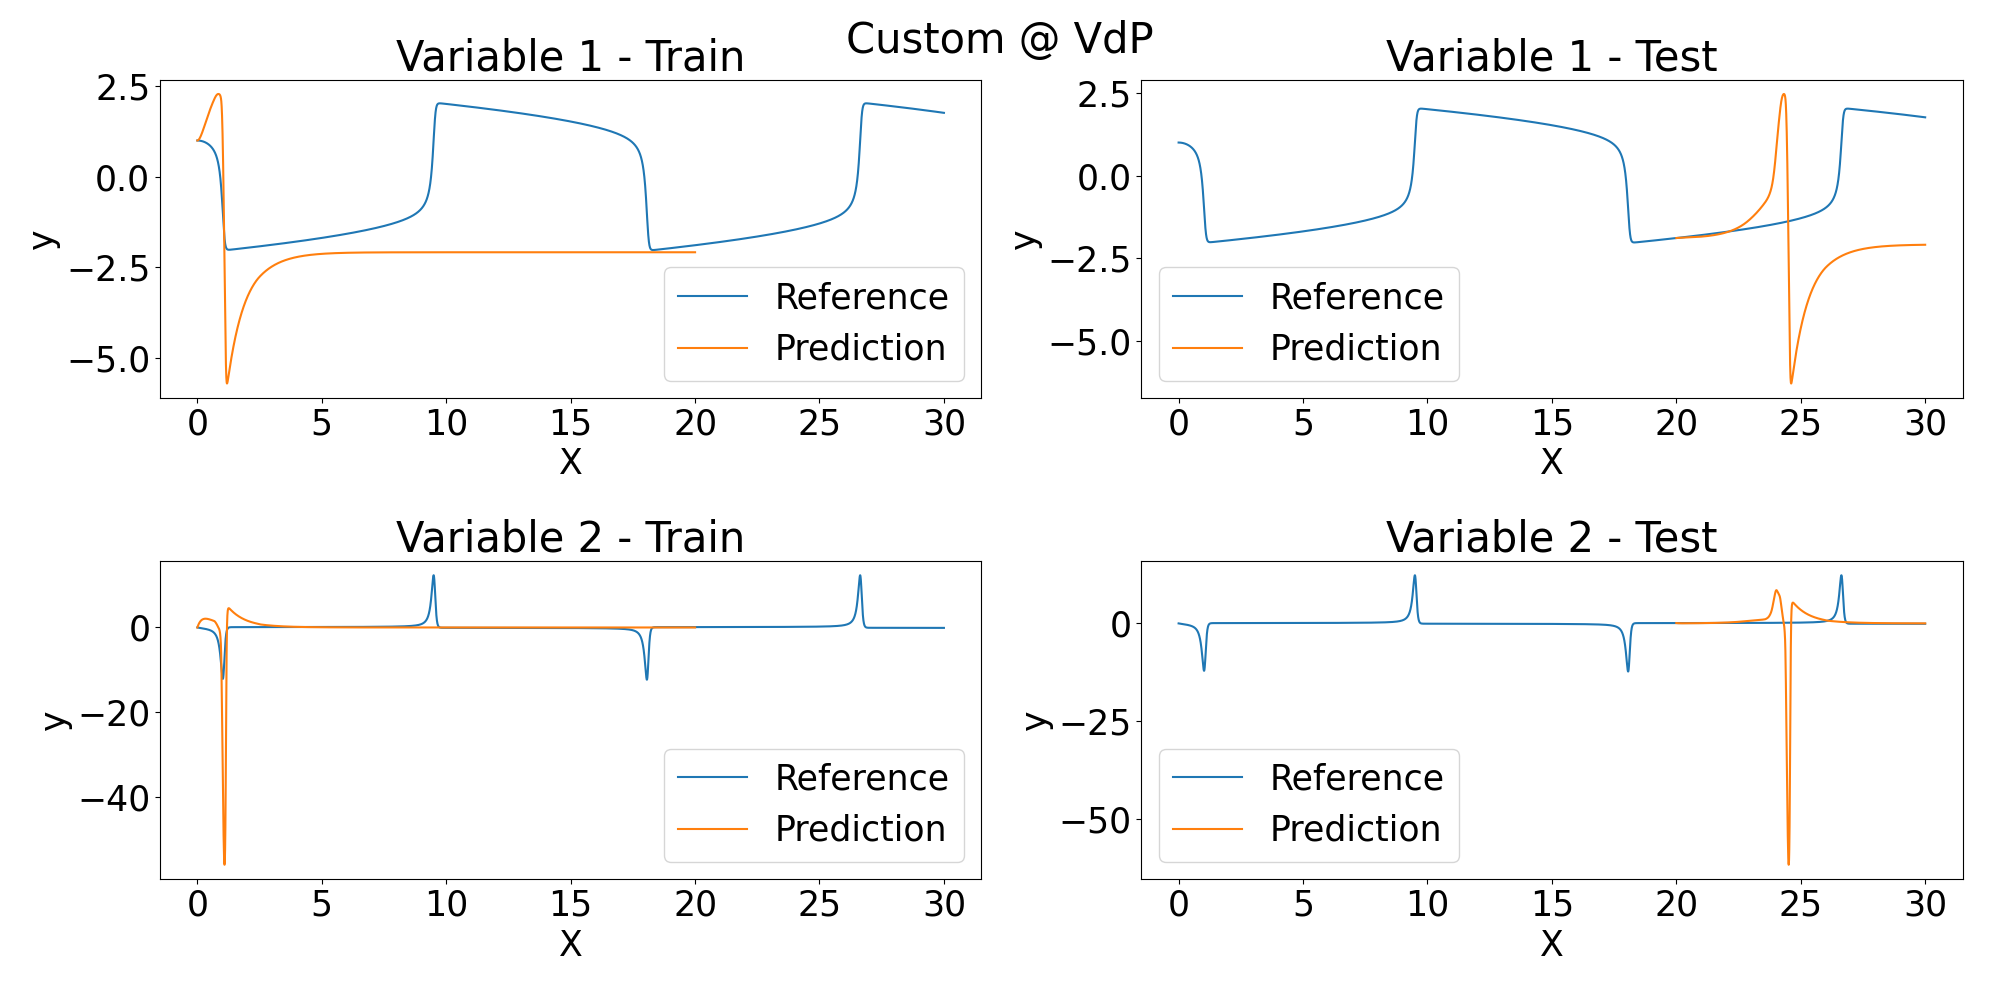 Custom @ VdP
Variable 1 - Train
2.5
0.0
−2.5
−5.0
y
Reference
Prediction
0 5 10 15 20 25 30
X
Variable 1 - Test
2.5
0.0
−2.5
−5.0
y
Reference
Prediction
0 5 10 15 20 25 30
X
Variable 2 - Train
0
−20
−40
y
Reference
Prediction
0 5 10 15 20 25 30
X
Variable 2 - Test
0
−25
−50
y
Reference
Prediction
0 5 10 15 20 25 30
X